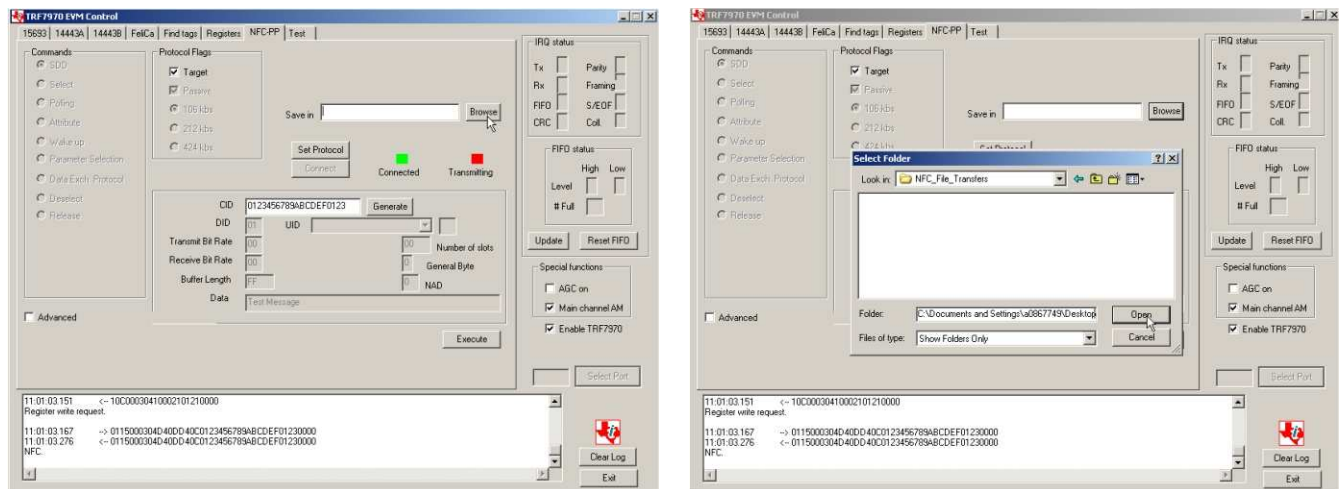 TRF7970 EVM Control
15693 14443A 14443B FeliCa Find tags Registers NFC-PP Test
Commands
SDD
Select
Polling
Attribute
Wake up
Parameter Selection
Data Exch. Protocol
Deselect
Release
Advanced
Protocol Flags
Target
Passive
106 kbs
212 kbs
424 kbs
Save in
Browse
Set Protocol
Connect
Connected
Transmitting
CID 0123456789ABCDEF0123 Generate
DID 01 UID
Transmit Bit Rate 00 00 Number of slots
Receive Bit Rate 00 0 General Byte
Buffer Length FF 0 NAD
Data Test Message
Execute
IRQ status
Tx Parity
Rx Framing
FIFO S/EOF
CRC Coll.
FIFO status
High Low
Level
# Full
Update Reset FIFO
Special functions
AGC on
Main channel AM
Enable TRF7970
Select Port
11:01:03.151 <-- 10C00030410002101210000
Register write request.
11:01:03.167 --> 0115000304D40DD40C0123456789ABCDEF01230000
11:01:03.276 <-- 0115000304D40DD40C0123456789ABCDEF01230000
NFC.
Clear Log
Exit
TRF7970 EVM Control
15693 14443A 14443B FeliCa Find tags Registers NFC-PP Test
Commands
SDD
Select
Polling
Attribute
Wake up
Parameter Selection
Data Exch. Protocol
Deselect
Release
Advanced
Protocol Flags
Target
Passive
106 kbs
212 kbs
424 kbs
Save in
Browse
Set Protocol
Select Folder
Look in: NFC_File_Transfers
Folder: C:\Documents and Settings\a0867749\Desktop
Open
Files of type: Show Folders Only
Cancel
IRQ status
Tx Parity
Rx Framing
FIFO S/EOF
CRC Coll.
FIFO status
High Low
Level
# Full
Update Reset FIFO
Special functions
AGC on
Main channel AM
Enable TRF7970
Select Port
11:01:03.151 <-- 10C00030410002101210000
Register write request.
11:01:03.167 --> 0115000304D40DD40C0123456789ABCDEF01230000
11:01:03.276 <-- 0115000304D40DD40C0123456789ABCDEF01230000
NFC.
Clear Log
Exit